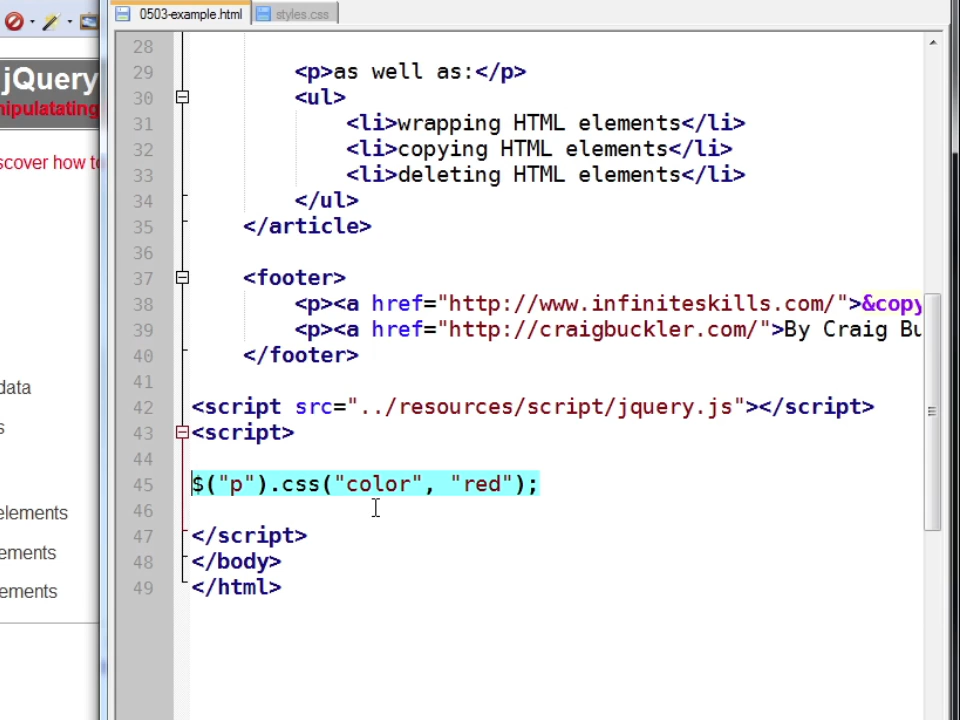 0503-example.html
styles.css
jQuery
nipulatating
scover how to
data
s
elements
ements
ements
28
29 <p>as well as:</p>
30 <ul>
31 <li>wrapping HTML elements</li>
32 <li>copying HTML elements</li>
33 <li>deleting HTML elements</li>
34 </ul>
35 </article>
36
37 <footer>
38 <p><a href="http://www.infiniteskills.com/">&copy
39 <p><a href="http://craigbuckler.com/">By Craig Bu
40 </footer>
41
42 <script src="../resources/script/jquery.js"></script>
43 <script>
44
45 $("p").css("color", "red");
46
47 </script>
48 </body>
49 </html>